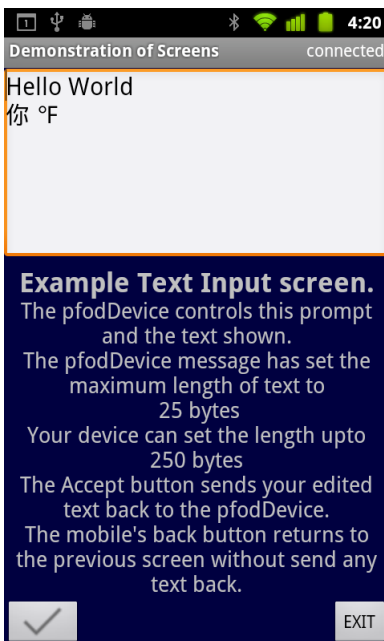 1 4:20
Demonstration of Screens connected
Hello World
你 °F
Example Text Input screen.
The pfodDevice controls this prompt
and the text shown.
The pfodDevice message has set the
maximum length of text to
25 bytes
Your device can set the length upto
250 bytes
The Accept button sends your edited
text back to the pfodDevice.
The mobile's back button returns to
the previous screen without send any
text back.
EXIT